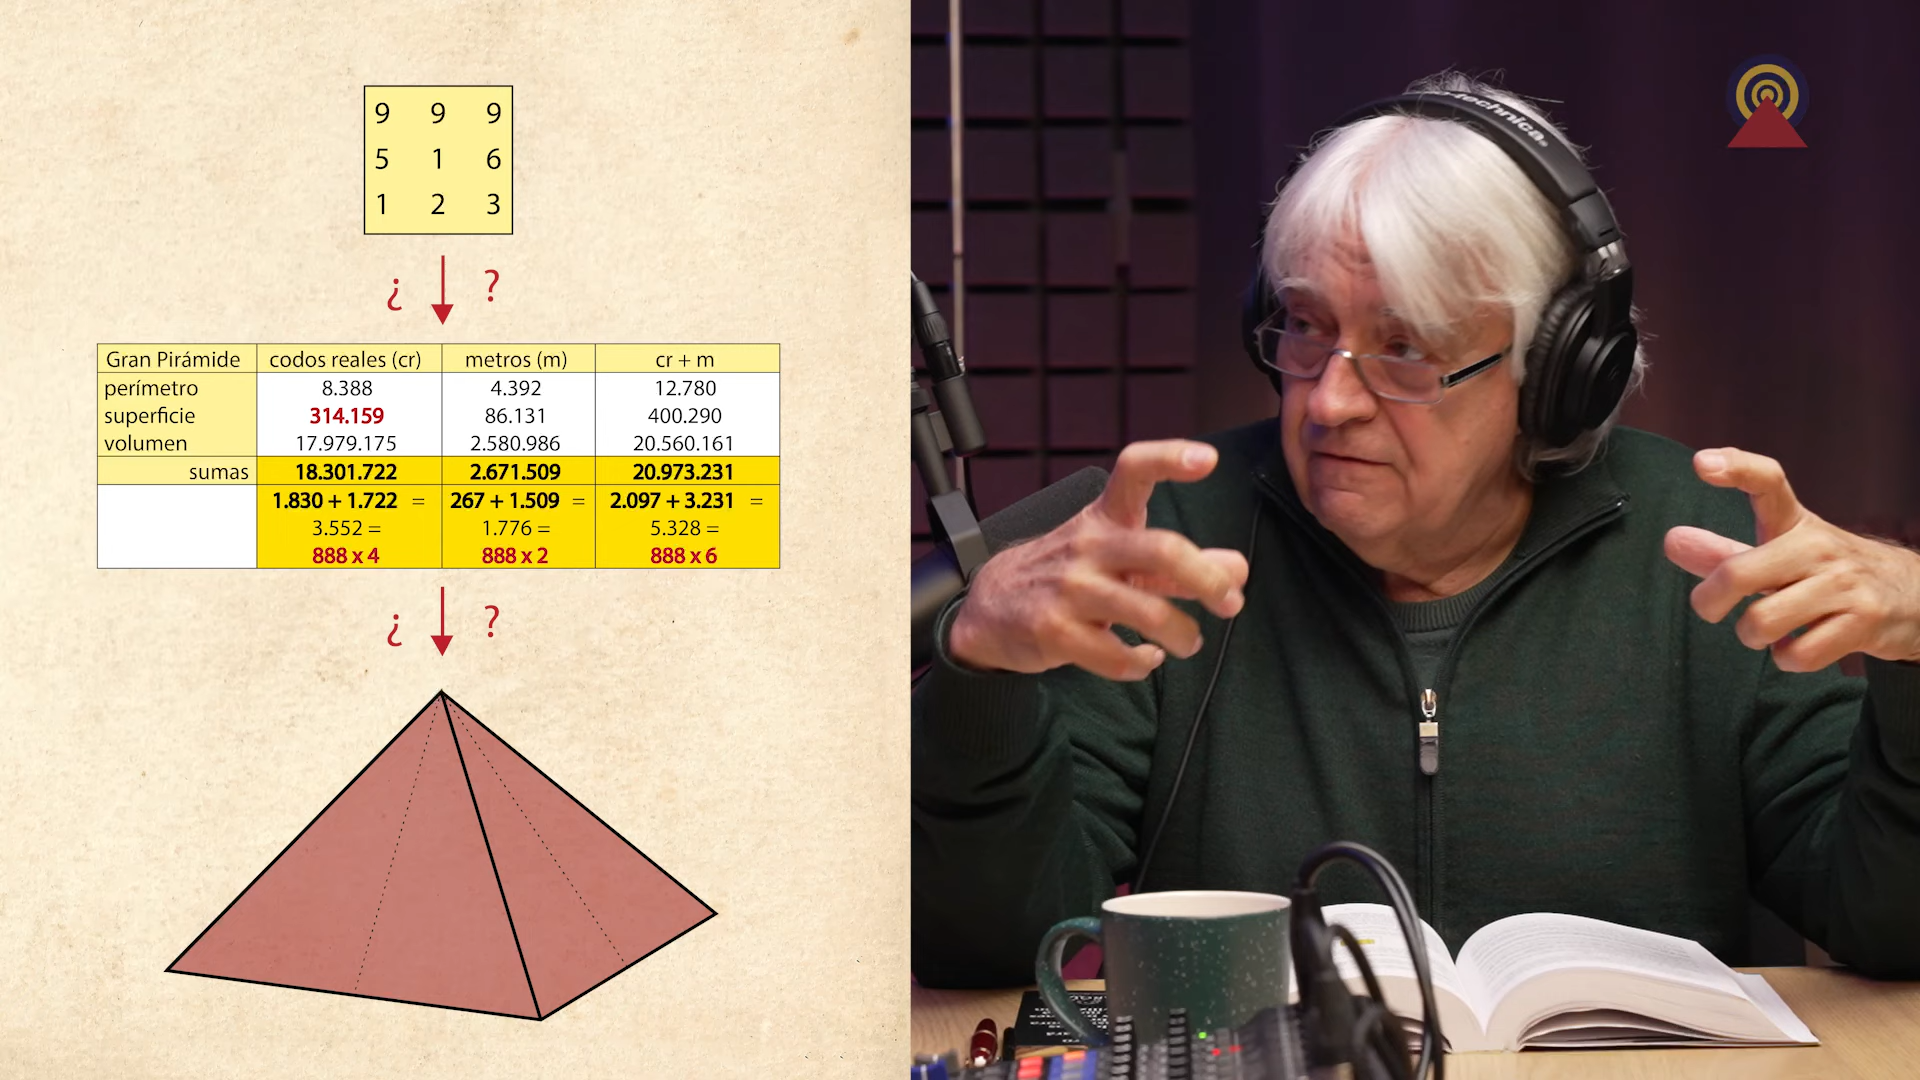 9 9 9
5 1 6
1 2 3
¿ ?
Gran Pirámide codos reales (cr) metros (m) cr + m
perímetro 8.388 4.392 12.780
superficie 314.159 86.131 400.290
volumen 17.979.175 2.580.986 20.560.161
sumas 18.301.722 2.671.509 20.973.231
1.830 + 1.722 = 267 + 1.509 = 2.097 + 3.231 =
3.552 = 1.776 = 5.328 =
888 x 4 888 x 2 888 x 6
¿ ?
technica